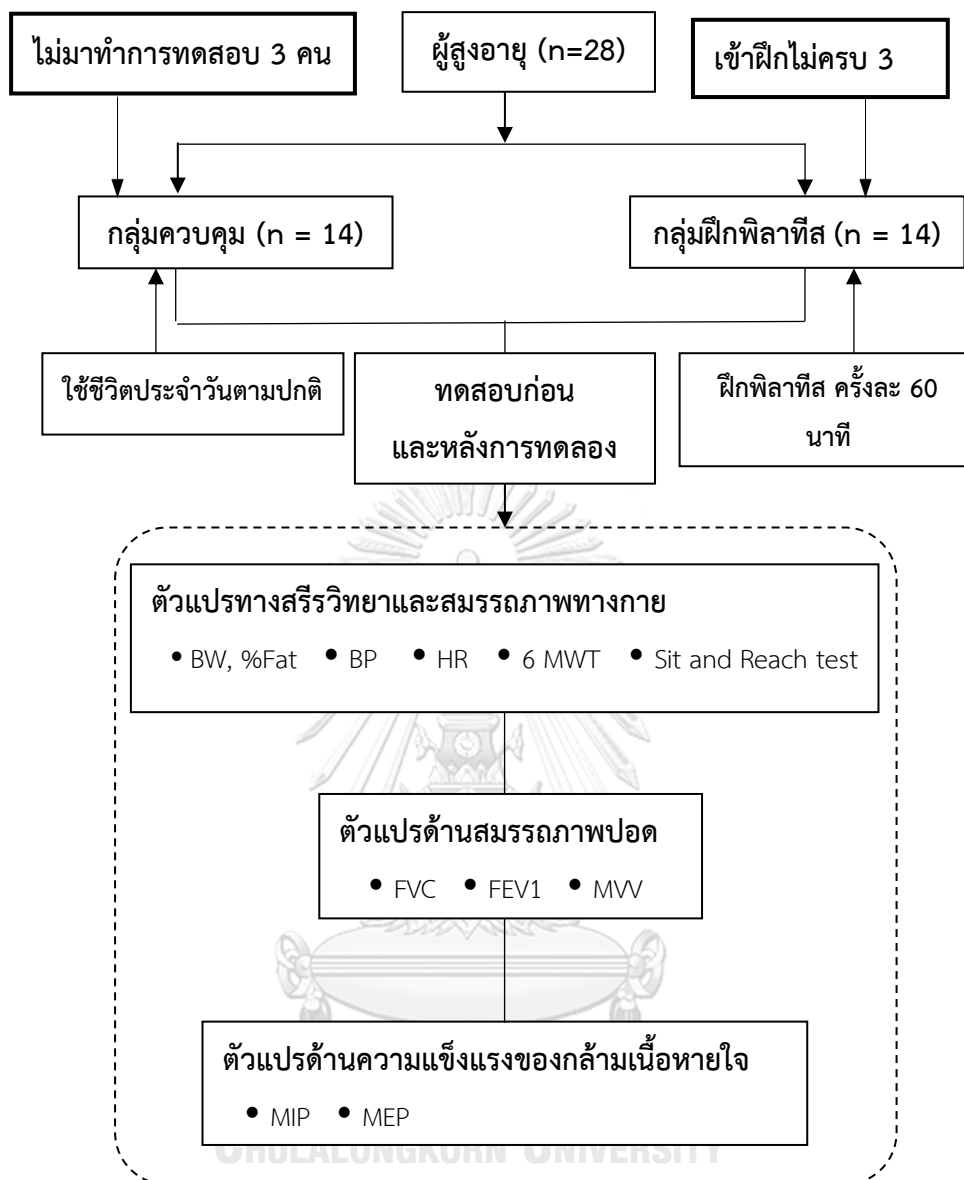 ไม่มาทำการทดสอบ 3 คน
ผู้สูงอายุ (n=28)
เข้าฝึกไม่ครบ 3
กลุ่มควบคุม (n = 14)
กลุ่มฝึกพิลาทีส (n = 14)
ใช้ชีวิตประจำวันตามปกติ
ทดสอบก่อน
และหลังการทดลอง
ฝึกพิลาทีส ครั้งละ 60
นาที
ตัวแปรทางสรีรวิทยาและสมรรถภาพทางกาย
• BW, %Fat • BP • HR • 6 MWT • Sit and Reach test
ตัวแปรด้านสมรรถภาพปอด
• FVC • FEV1 • MVV
ตัวแปรด้านความแข็งแรงของกล้ามเนื้อหายใจ
• MIP • MEP
CHULALONGKORN UNIVERSITY